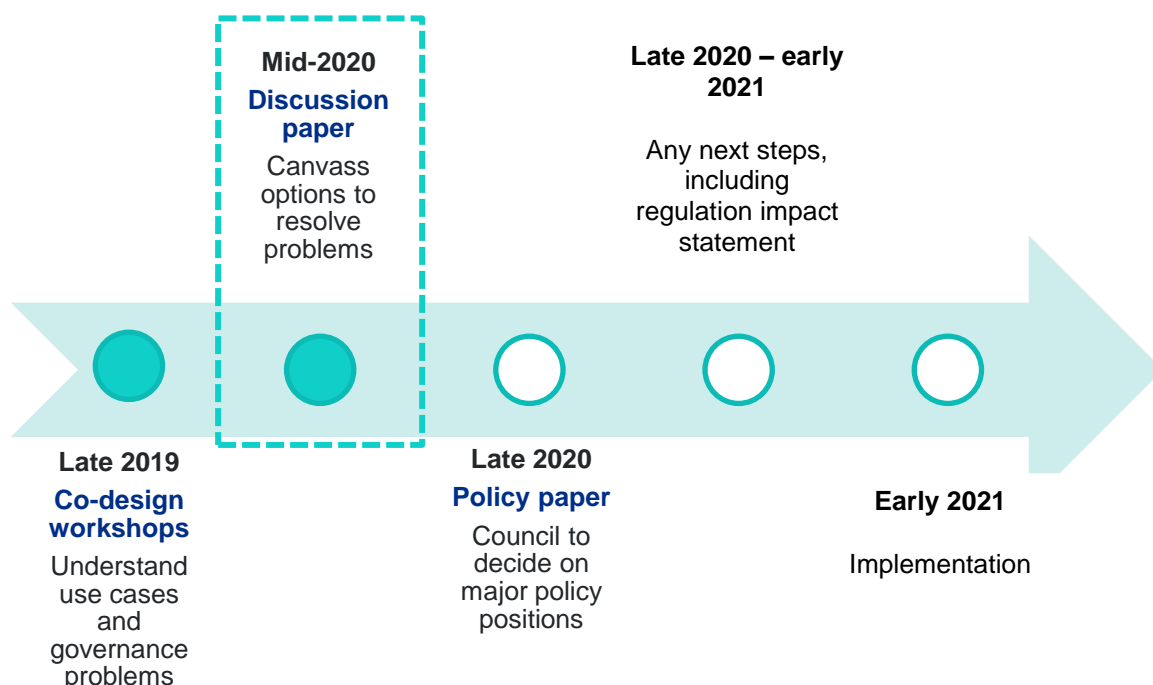 Mid-2020
Discussion
paper
Canvass
options to
resolve
problems
Late 2020 – early
2021
Any next steps,
including
regulation impact
statement
Late 2019
Co-design
workshops
Understand
use cases
and
governance
problems
Late 2020
Policy paper
Council to
decide on
major policy
positions
Early 2021
Implementation